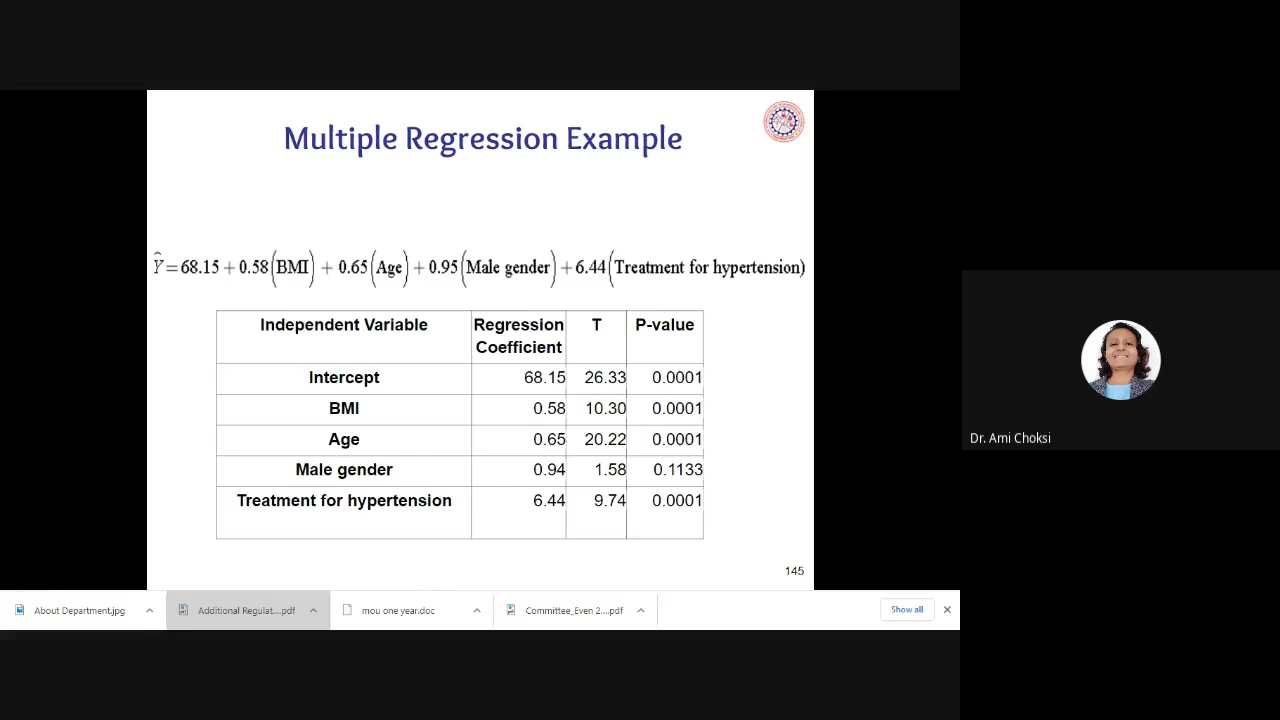 Multiple Regression Example
Ŷ = 68.15 + 0.58 (BMI) + 0.65 (Age) + 0.95 (Male gender) + 6.44 (Treatment for hypertension)
Independent Variable Regression Coefficient T P-value
Intercept 68.15 26.33 0.0001
BMI 0.58 10.30 0.0001
Age 0.65 20.22 0.0001
Male gender 0.94 1.58 0.1133
Treatment for hypertension 6.44 9.74 0.0001
145
Dr. Ami Choksi
About Department.jpg Additional Regulat....pdf mou one year.doc Committee_Even 2....pdf Show all